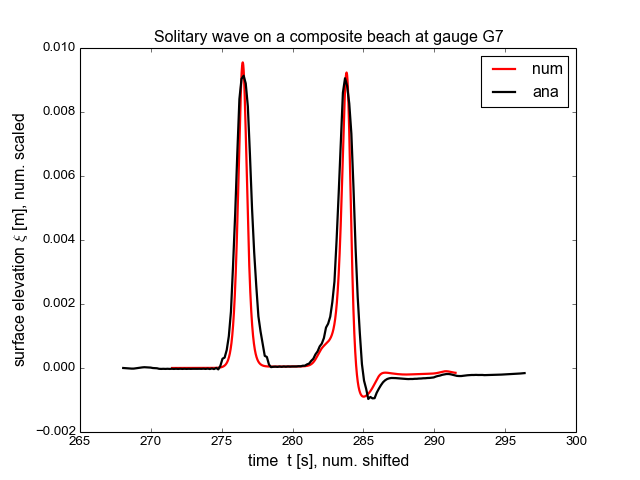 Solitary wave on a composite beach at gauge G7
0.010
0.008
0.006
0.004
0.002
0.000
−0.002
265 270 275 280 285 290 295 300
surface elevation ξ [m], num. scaled
time t [s], num. shifted
num
ana